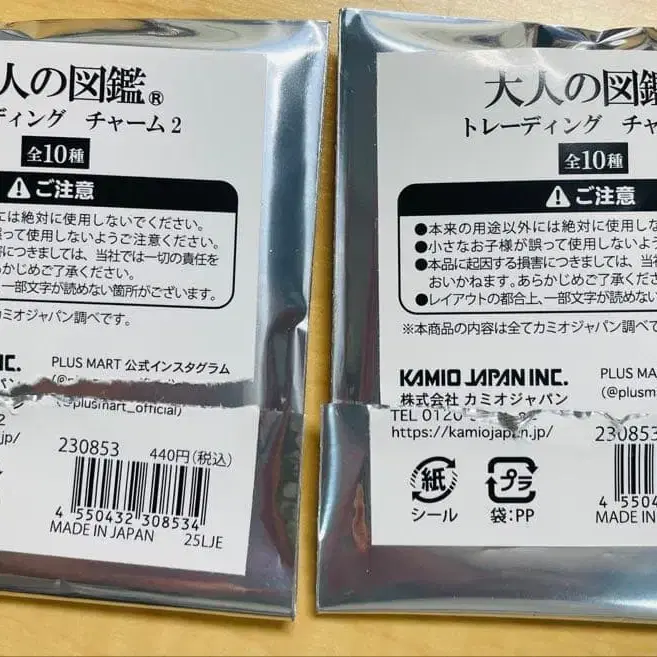 人の図鑑®
ディング チャーム2
全10種
ご注意
には絶対に使用しないでください。
誤って使用しないようご注意ください。
害につきましては、当社では一切の責任を
らかじめご了承ください。
、一部文字が読めない箇所がございます。
カミオジャパン調べです。
INC.
PLUS MART 公式インスタグラム
パン
(@plusmart_official)
2
jp/
230853
440円(税込)
4 550432 308534
MADE IN JAPAN
25LJE
大人の図鑑
トレーディング チャ
全10種
ご注意
●本来の用途以外には絶対に使用しな
●小さなお子様が誤って使用しないよう
●本品に起因する損害につきましては、当
おいかねます。あらかじめご了承くださ
●レイアウトの都合上、一部文字が読めない
※本商品の内容は全てカミオジャパン調べ
KAMIO JAPAN INC.
PLUS MAR
株式会社 カミオジャパン
(@plusm
TEL 0120
https://kamiojapan.jp/
230853
紙
シール
プラ
袋:PP
4 5504
MADE IN JA